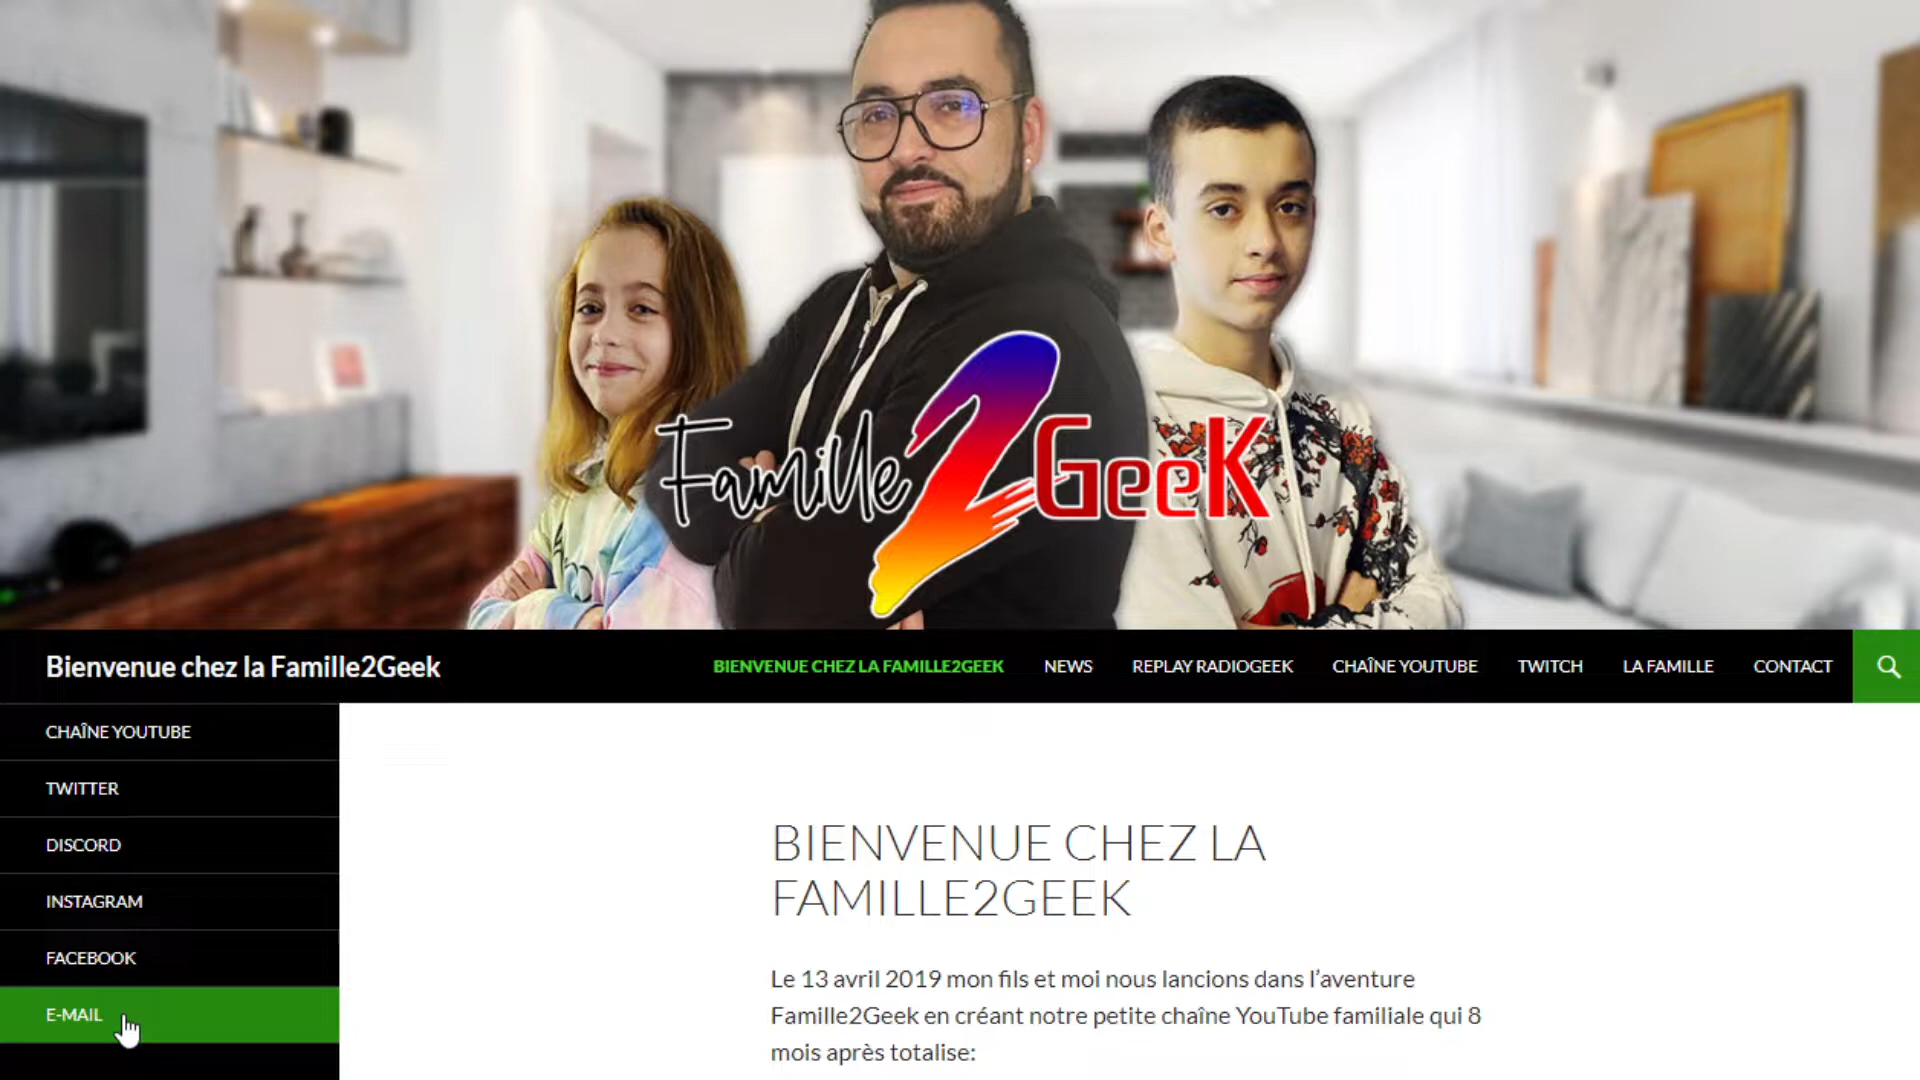 Famille2Geek
Bienvenue chez la Famille2Geek
BIENVENUE CHEZ LA FAMILLE2GEEK
NEWS
REPLAY RADIOGEEK
CHAÎNE YOUTUBE
TWITCH
LA FAMILLE
CONTACT
CHAÎNE YOUTUBE
TWITTER
DISCORD
INSTAGRAM
FACEBOOK
E-MAIL
BIENVENUE CHEZ LA
FAMILLE2GEEK
Le 13 avril 2019 mon fils et moi nous lancions dans l’aventure
Famille2Geek en créant notre petite chaîne YouTube familiale qui 8
mois après totalise: